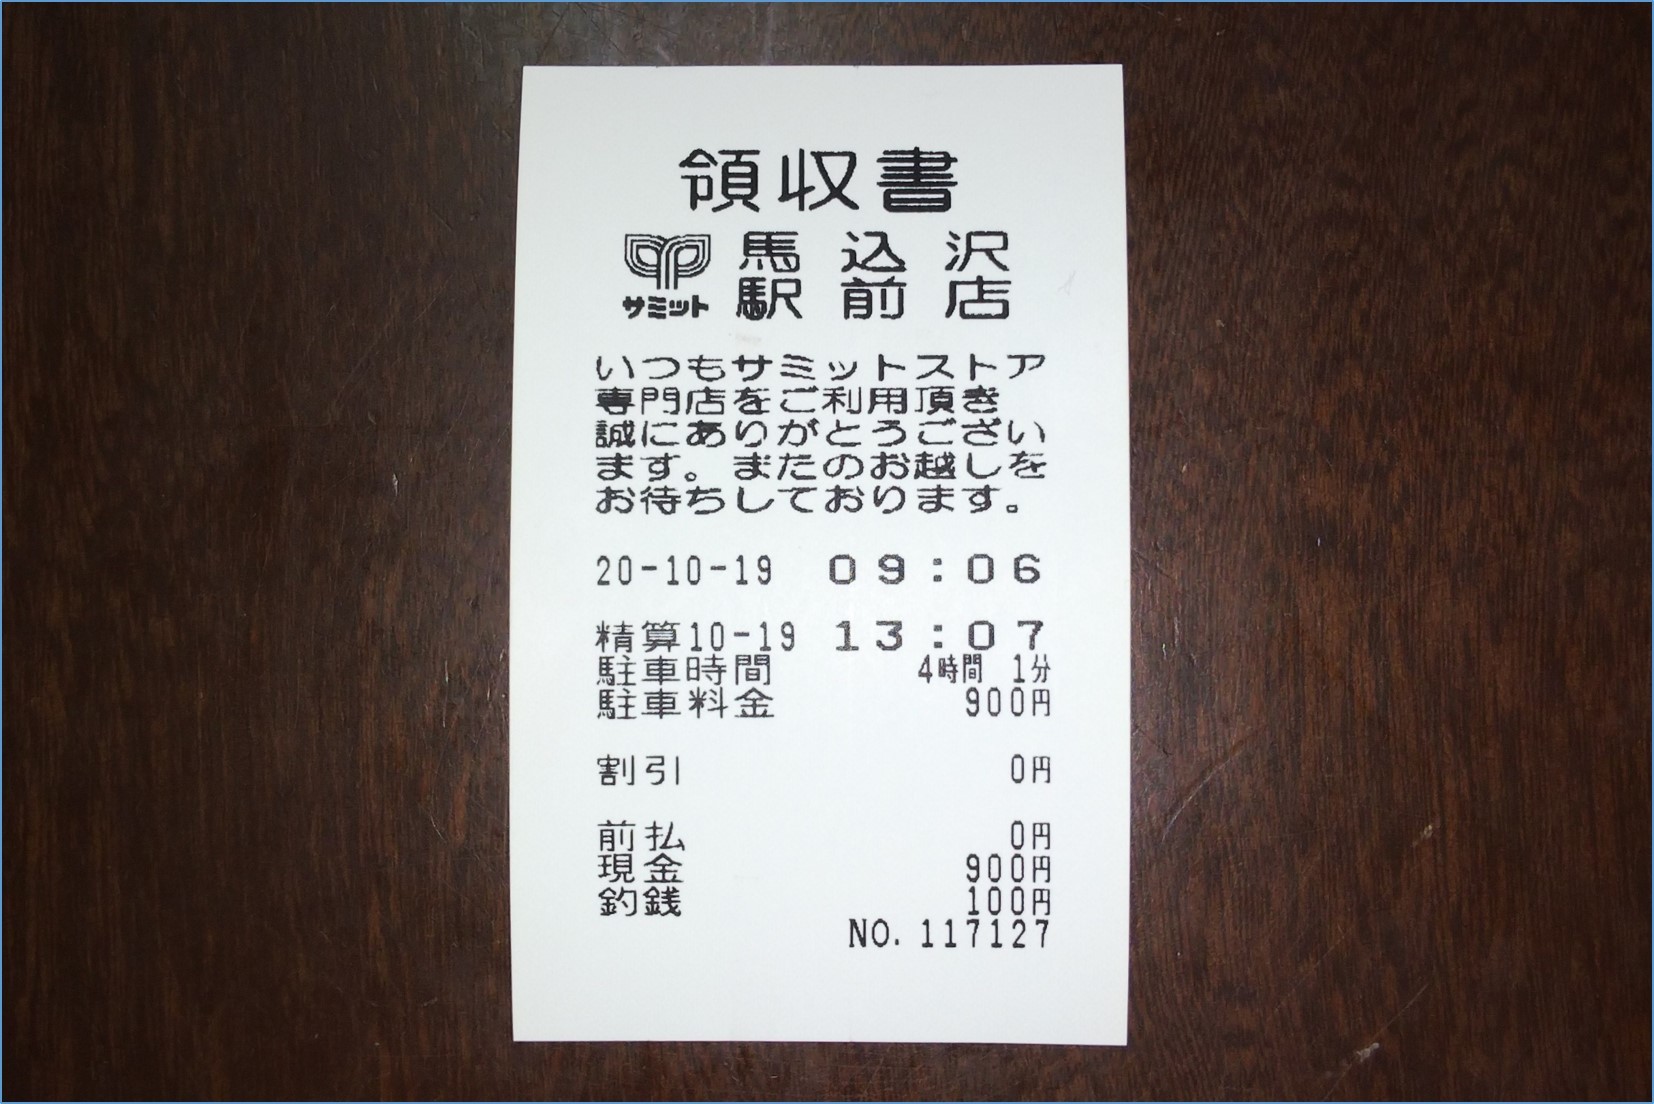 領収書
サミット
馬込沢
駅前店
いつもサミットストア
専門店をご利用頂き
誠にありがとうござい
ます。またのお越しを
お待ちしております。
20-10-19 09:06
精算10-19 13:07
駐車時間 4時間 1分
駐車料金 900円
割引 0円
前払 0円
現金 900円
釣銭 100円
NO. 117127